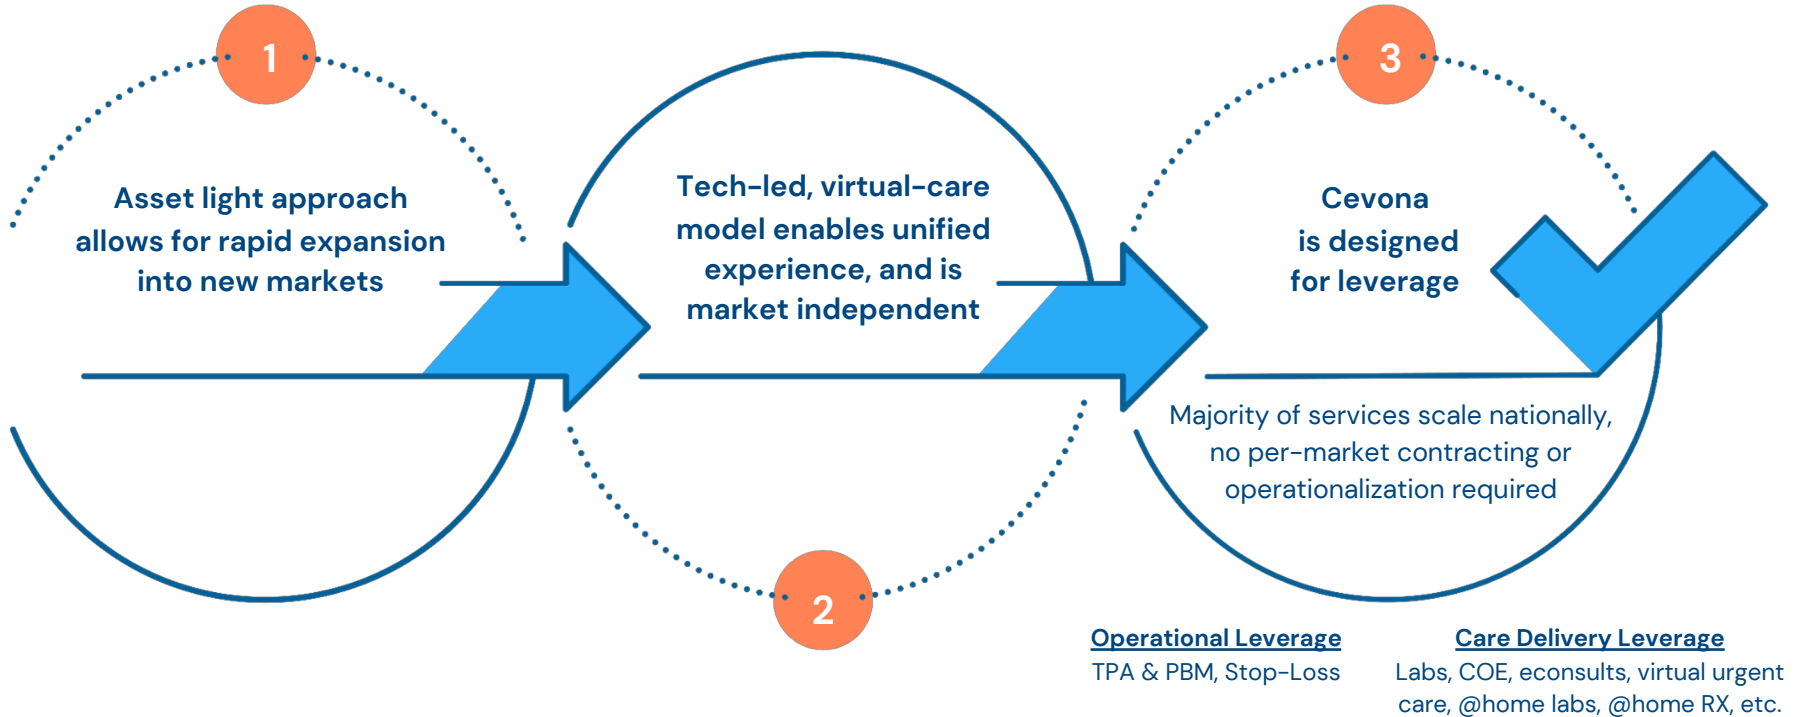 1
Asset light approach
allows for rapid expansion
into new markets
2
Tech-led, virtual-care
model enables unified
experience, and is
market independent
3
Cevona
is designed
for leverage
Majority of services scale nationally,
no per-market contracting or
operationalization required
Operational Leverage
TPA & PBM, Stop-Loss
Care Delivery Leverage
Labs, COE, econsults, virtual urgent
care, @home labs, @home RX, etc.